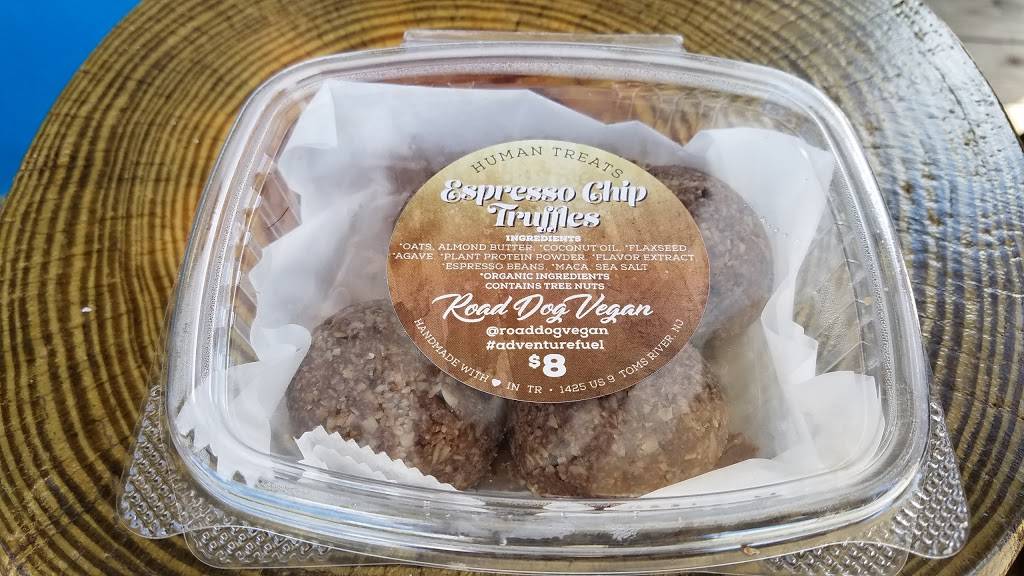 HUMAN TREATS
Espresso Chip
Truffles
INGREDIENTS
*OATS, ALMOND BUTTER, *COCONUT OIL, *FLAXSEED
*AGAVE *PLANT PROTEIN POWDER, *FLAVOR EXTRACT
*ESPRESSO BEANS, *MACA, SEA SALT
*ORGANIC INGREDIENTS
CONTAINS TREE NUTS
Road Dog Vegan
@roaddogvegan
#adventurefuel
$8
HANDMADE WITH ♥ IN TR • 1425 US 9 TOMS RIVER, NJ